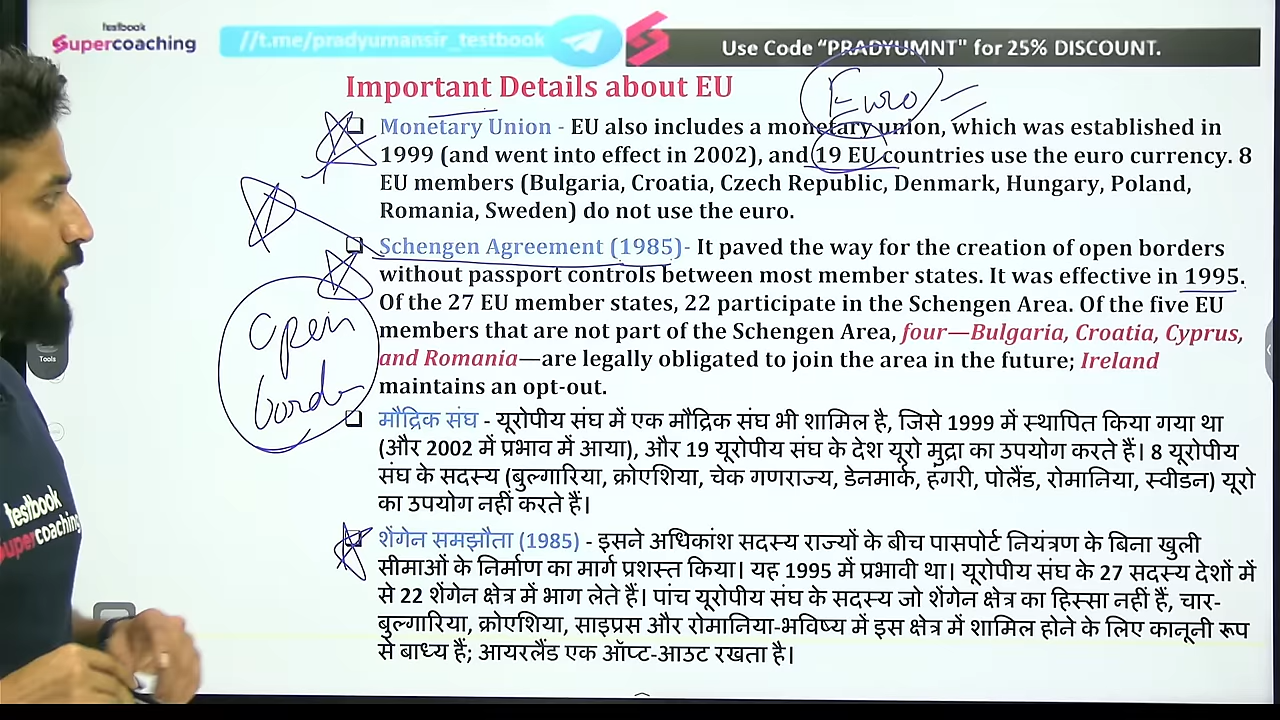 testbook
Supercoaching
//t.me/pradyumansir_testbook
Use Code “PRADYUMNT" for 25% DISCOUNT.
Important Details about EU
Euro
Monetary Union - EU also includes a monetary union, which was established in
1999 (and went into effect in 2002), and 19 EU countries use the euro currency. 8
EU members (Bulgaria, Croatia, Czech Republic, Denmark, Hungary, Poland,
Romania, Sweden) do not use the euro.
Schengen Agreement (1985)- It paved the way for the creation of open borders
without passport controls between most member states. It was effective in 1995.
Of the 27 EU member states, 22 participate in the Schengen Area. Of the five EU
members that are not part of the Schengen Area, four—Bulgaria, Croatia, Cyprus,
and Romania—are legally obligated to join the area in the future; Ireland
maintains an opt-out.
Open
border
Tools
मौद्रिक संघ - यूरोपीय संघ में एक मौद्रिक संघ भी शामिल है, जिसे 1999 में स्थापित किया गया था
(और 2002 में प्रभाव में आया), और 19 यूरोपीय संघ के देश यूरो मुद्रा का उपयोग करते हैं। 8 यूरोपीय
संघ के सदस्य (बुल्गारिया, क्रोएशिया, चेक गणराज्य, डेनमार्क, हंगरी, पोलैंड, रोमानिया, स्वीडन) यूरो
का उपयोग नहीं करते हैं।
शेंगेन समझौता (1985) - इसने अधिकांश सदस्य राज्यों के बीच पासपोर्ट नियंत्रण के बिना खुली
सीमाओं के निर्माण का मार्ग प्रशस्त किया। यह 1995 में प्रभावी था। यूरोपीय संघ के 27 सदस्य देशों में
से 22 शेंगेन क्षेत्र में भाग लेते हैं। पांच यूरोपीय संघ के सदस्य जो शेंगेन क्षेत्र का हिस्सा नहीं हैं, चार-
बुल्गारिया, क्रोएशिया, साइप्रस और रोमानिया-भविष्य में इस क्षेत्र में शामिल होने के लिए कानूनी रूप
से बाध्य हैं; आयरलैंड एक ऑप्ट-आउट रखता है।
testbook
Supercoaching